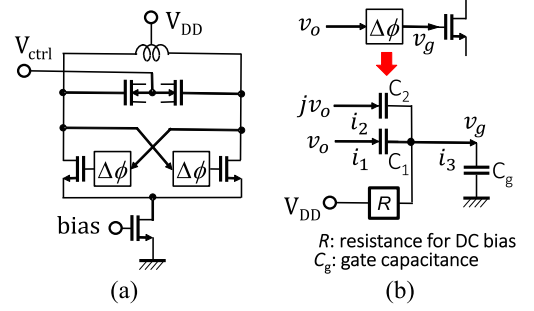 V_DD
V_ctrl
Δϕ Δϕ
bias
(a)
v_o Δϕ v_g
C_2
jv_o
i_2
v_o v_g
i_1 C_1 i_3 C_g
V_DD R
R: resistance for DC bias
C_g: gate capacitance
(b)